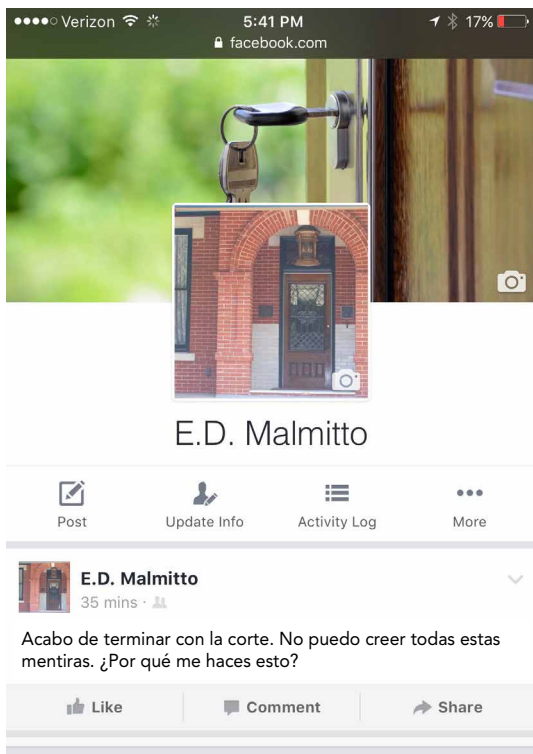 ●●●●○ Verizon 5:41 PM 17%
facebook.com
E.D. Malmitto
Post Update Info Activity Log More
E.D. Malmitto
35 mins ·
Acabo de terminar con la corte. No puedo creer todas estas
mentiras. ¿Por qué me haces esto?
Like Comment Share